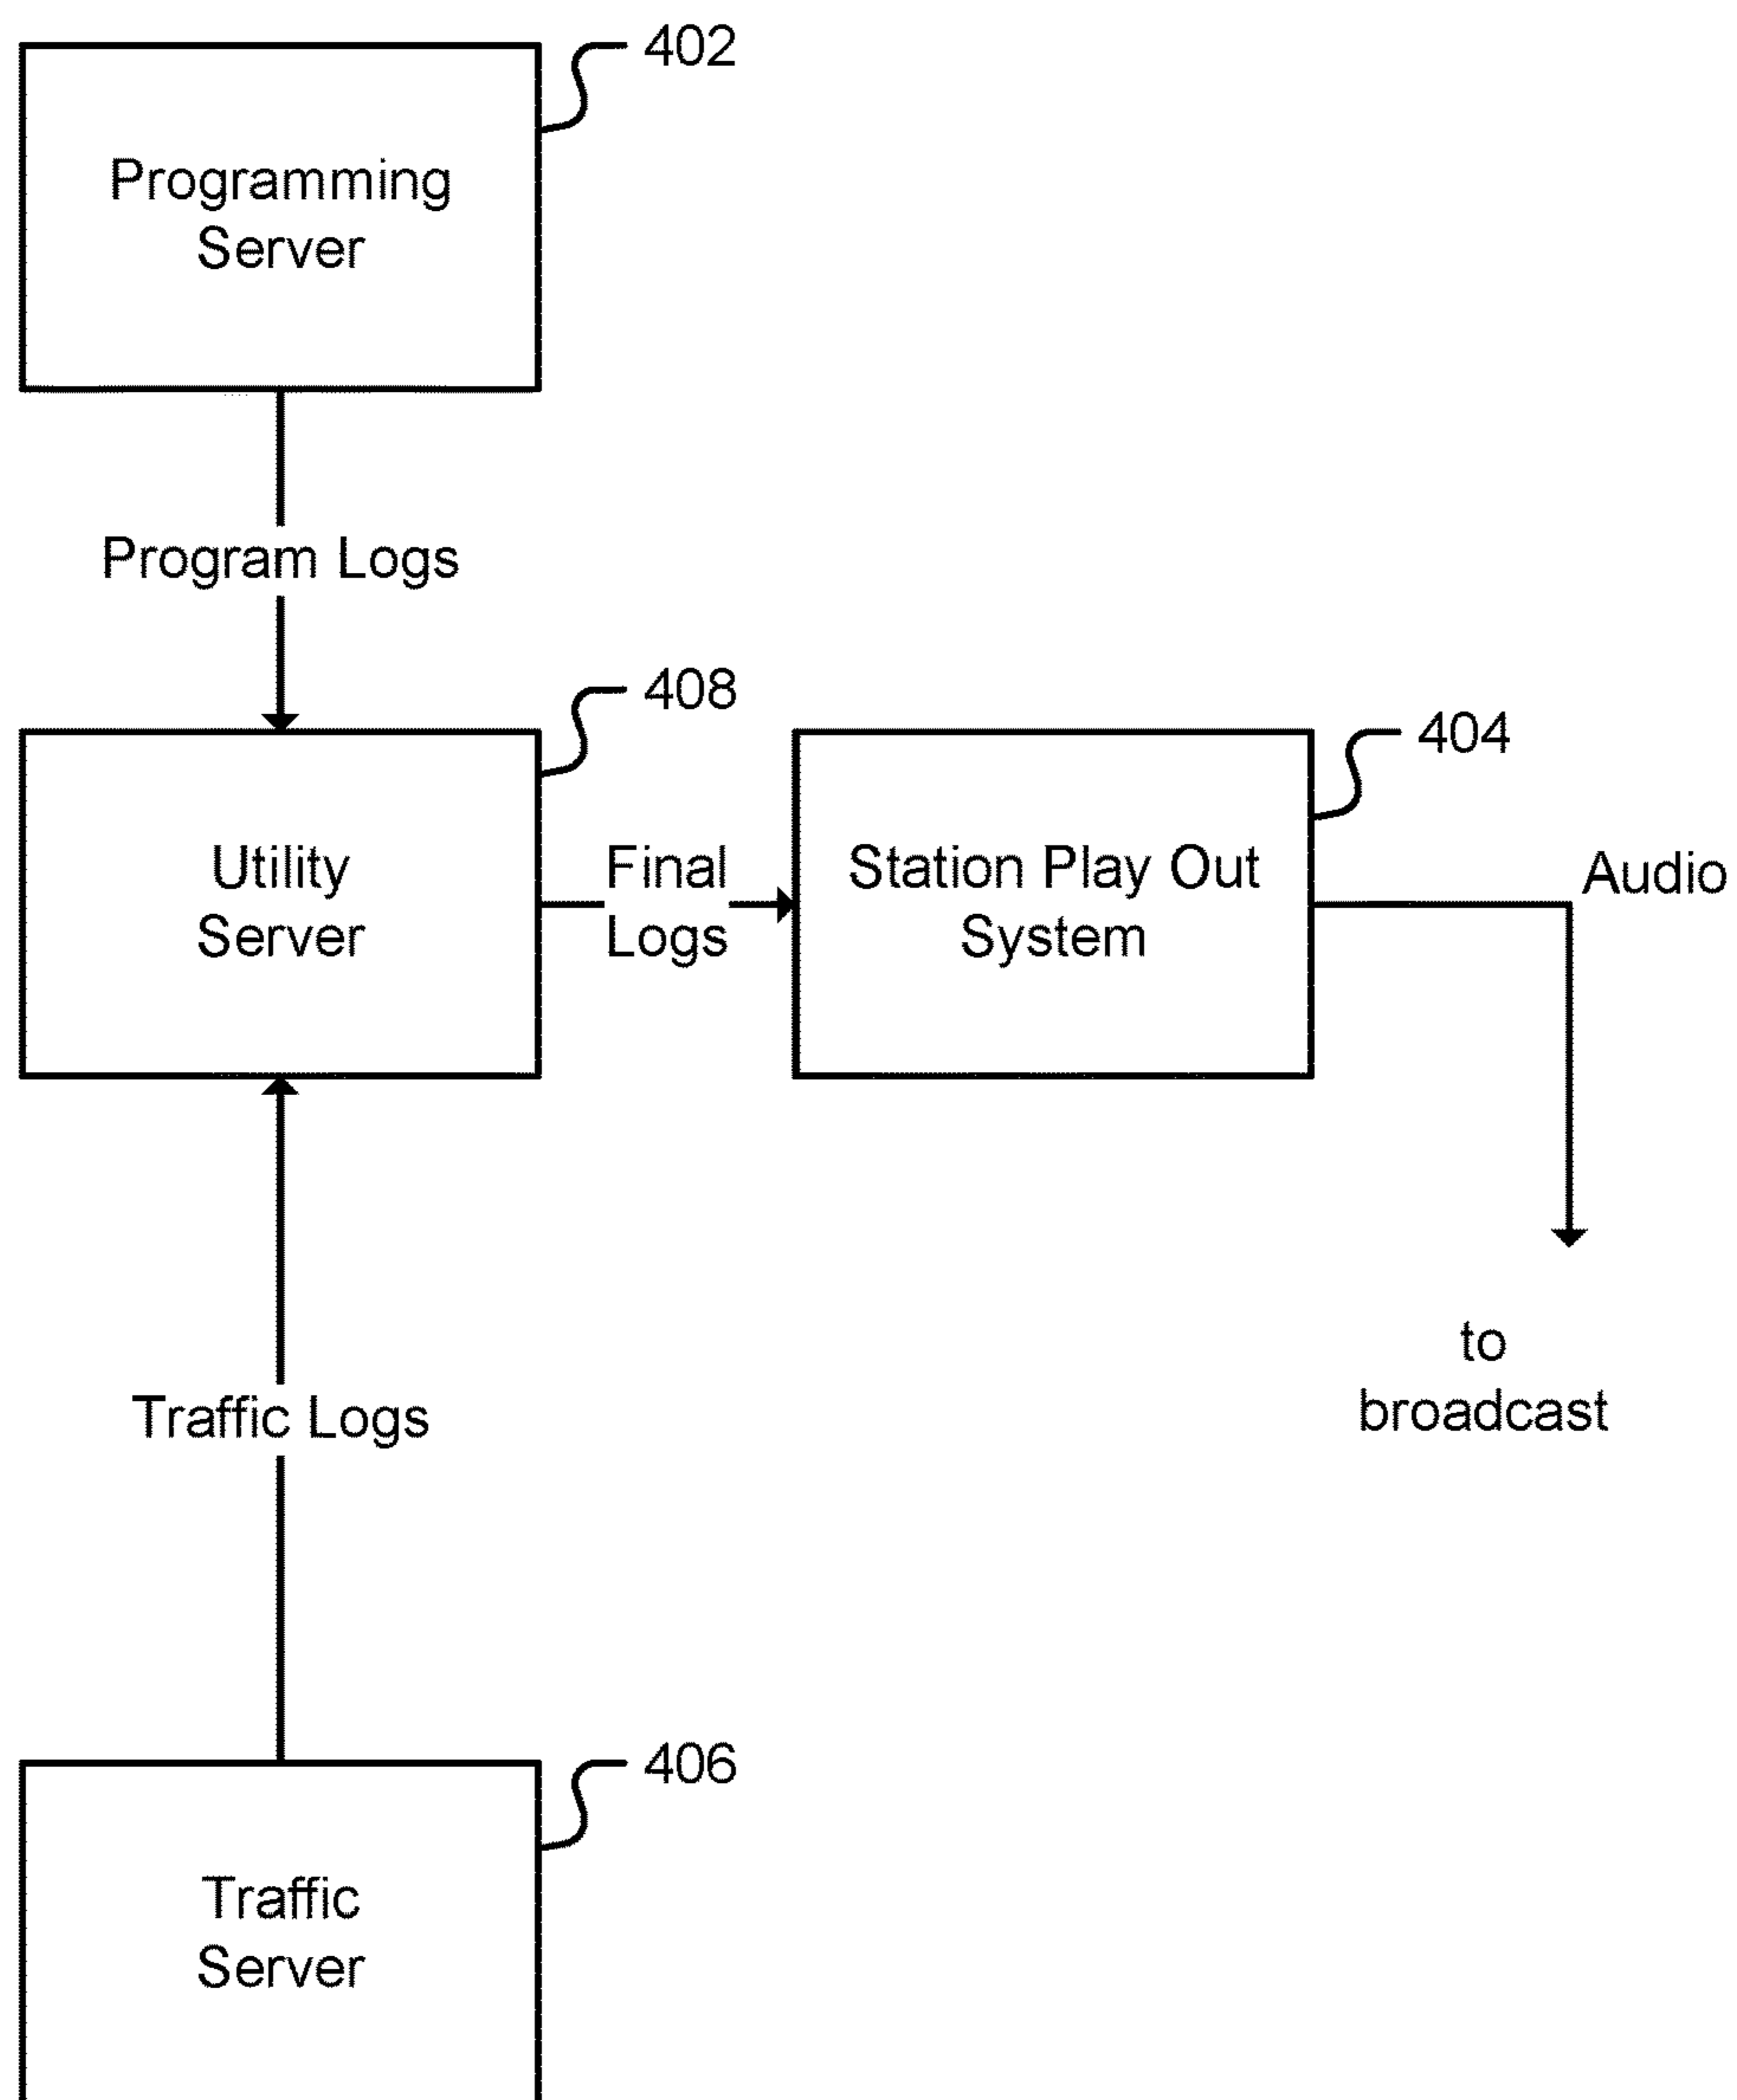 402
Programming
Server
Program Logs
408
404
Utility
Server
Final
Logs
Station Play Out
System
Audio
to
broadcast
Traffic Logs
406
Traffic
Server